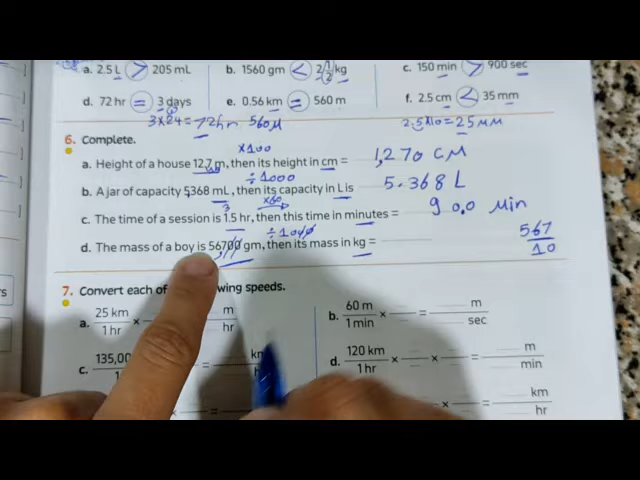 a. 2.5 L > 205 mL b. 1560 gm < 2 1/2 kg c. 150 min > 900 sec
d. 72 hr = 3 days e. 0.56 km = 560 m f. 2.5 cm < 35 mm
3×24=72hr 560M 2.5×10=25MM
6. Complete.
×100
a. Height of a house 12.7 m, then its height in cm = 1,270 CM
÷1000
b. A jar of capacity 5368 mL, then its capacity in L is 5.368 L
×60
c. The time of a session is 1.5 hr, then this time in minutes = 90.0 Min
÷1000
d. The mass of a boy is 56700 gm, then its mass in kg = 567/10
7. Convert each of wing speeds.
a. 25 km/1 hr × m/hr b. 60 m/1 min × = m/sec
c. 135,00 = d. 120 km/1 hr × × = m/min
× = = km/hr